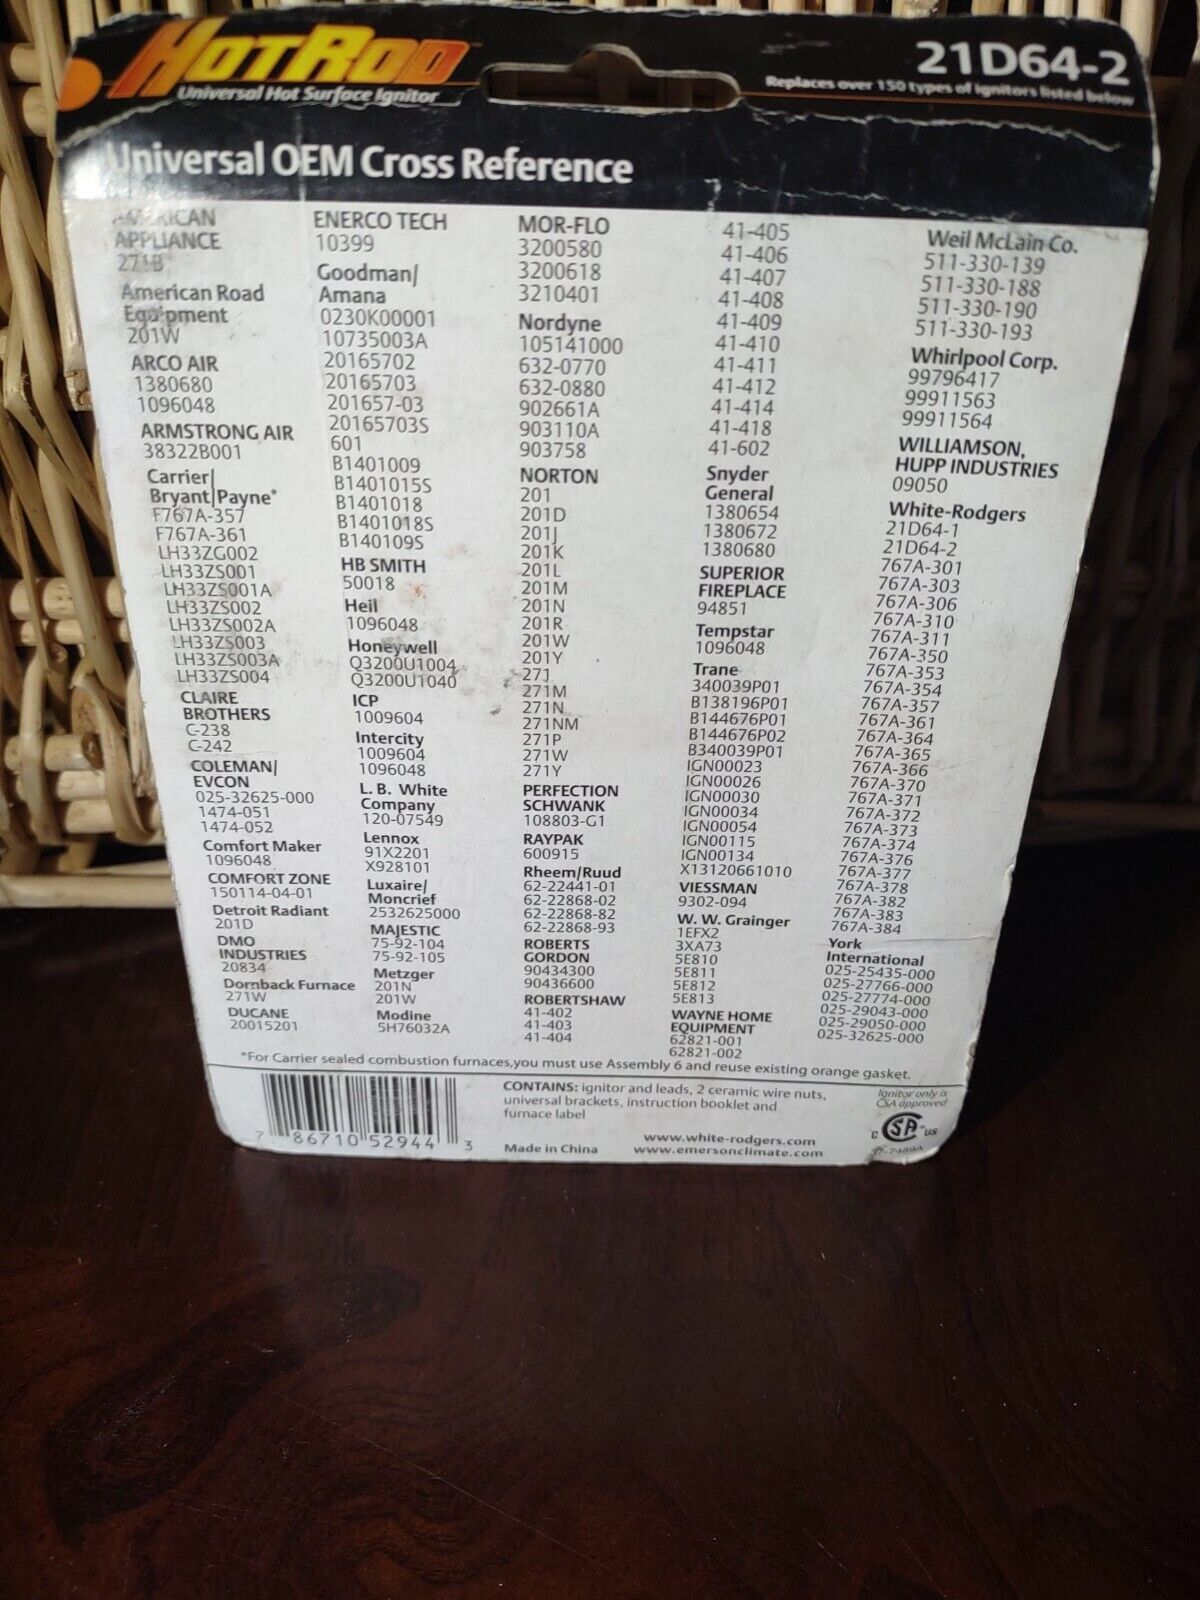 HOTROD
Universal Hot Surface Ignitor
21D64-2
Replaces over 150 types of ignitors listed below
Universal OEM Cross Reference
AMERICAN
APPLIANCE
271B
American Road
Equipment
201W
ARCO AIR
1380680
1096048
ARMSTRONG AIR
38322B001
Carrier/
Bryant/Payne*
F767A-357
F767A-361
LH33ZG002
LH33ZS001
LH33ZS001A
LH33ZS002
LH33ZS002A
LH33ZS003
LH33ZS003A
LH33ZS004
CLAIRE
BROTHERS
C-238
C-242
COLEMAN/
EVCON
025-32625-000
1474-051
1474-052
Comfort Maker
1096048
COMFORT ZONE
150114-04-01
Detroit Radiant
201D
DMO
INDUSTRIES
20834
Dornback Furnace
271W
DUCANE
20015201
ENERCO TECH
10399
Goodman/
Amana
0230K00001
10735003A
20165702
20165703
201657-03
20165703S
601
B1401009
B1401015S
B1401018
B1401018S
B140109S
HB SMITH
50018
Heil
1096048
Honeywell
Q3200U1004
Q3200U1040
ICP
1009604
Intercity
1009604
1096048
L. B. White
Company
120-07549
Lennox
91X2201
X928101
Luxaire/
Moncrief
2532625000
MAJESTIC
75-92-104
75-92-105
Metzger
201N
201W
Modine
5H76032A
MOR-FLO
3200580
3200618
3210401
Nordyne
105141000
632-0770
632-0880
902661A
903110A
903758
NORTON
201
201D
201J
201K
201L
201M
201N
201R
201W
201Y
271J
271M
271N
271NM
271P
271W
271Y
PERFECTION
SCHWANK
108803-G1
RAYPAK
600915
Rheem/Ruud
62-22441-01
62-22868-02
62-22868-82
62-22868-93
ROBERTS
GORDON
90434300
90436600
ROBERTSHAW
41-402
41-403
41-404
41-405
41-406
41-407
41-408
41-409
41-410
41-411
41-412
41-414
41-418
41-602
Snyder
General
1380654
1380672
1380680
SUPERIOR
FIREPLACE
94851
Tempstar
1096048
Trane
340039P01
B138196P01
B144676P01
B144676P02
B340039P01
IGN00023
IGN00026
IGN00030
IGN00034
IGN00054
IGN00115
IGN00134
X13120661010
VIESSMAN
9302-094
W. W. Grainger
1EFX2
3XA73
5E810
5E811
5E812
5E813
WAYNE HOME
EQUIPMENT
62821-001
62821-002
Weil McLain Co.
511-330-139
511-330-188
511-330-190
511-330-193
Whirlpool Corp.
99796417
99911563
99911564
WILLIAMSON,
HUPP INDUSTRIES
09050
White-Rodgers
21D64-1
21D64-2
767A-301
767A-303
767A-306
767A-310
767A-311
767A-350
767A-353
767A-354
767A-357
767A-361
767A-364
767A-365
767A-366
767A-370
767A-371
767A-372
767A-373
767A-374
767A-376
767A-377
767A-378
767A-382
767A-383
767A-384
York
International
025-25435-000
025-27766-000
025-27774-000
025-29043-000
025-29050-000
025-32625-000
*For Carrier sealed combustion furnaces,you must use Assembly 6 and reuse existing orange gasket.
7 86710 52944 3
CONTAINS: ignitor and leads, 2 ceramic wire nuts,
universal brackets, instruction booklet and
furnace label
Made in China
www.white-rodgers.com
www.emersonclimate.com
Ignitor only is
CSA approved
C SA US